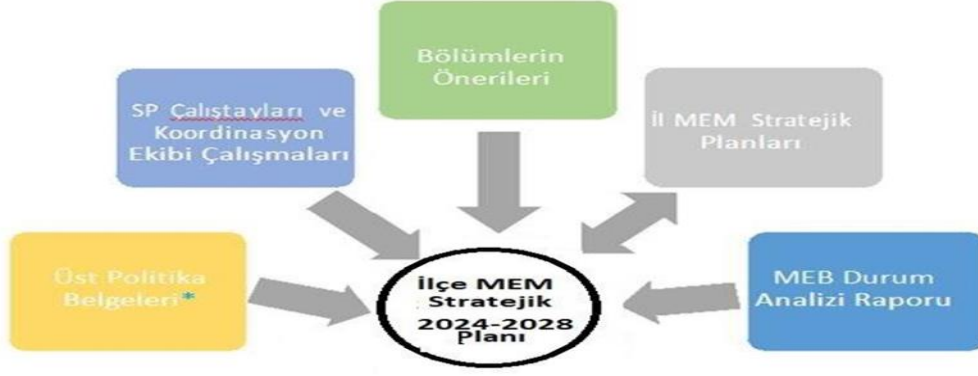 Bölümlerin
Önerileri
SP Çalıştayları ve
Koordinasyon
Ekibi Çalışmaları
İl MEM Stratejik
Planları
Üst Politika
Belgeleri*
MEB Durum
Analizi Raporu
İlçe MEM
Stratejik
2024-2028
Planı